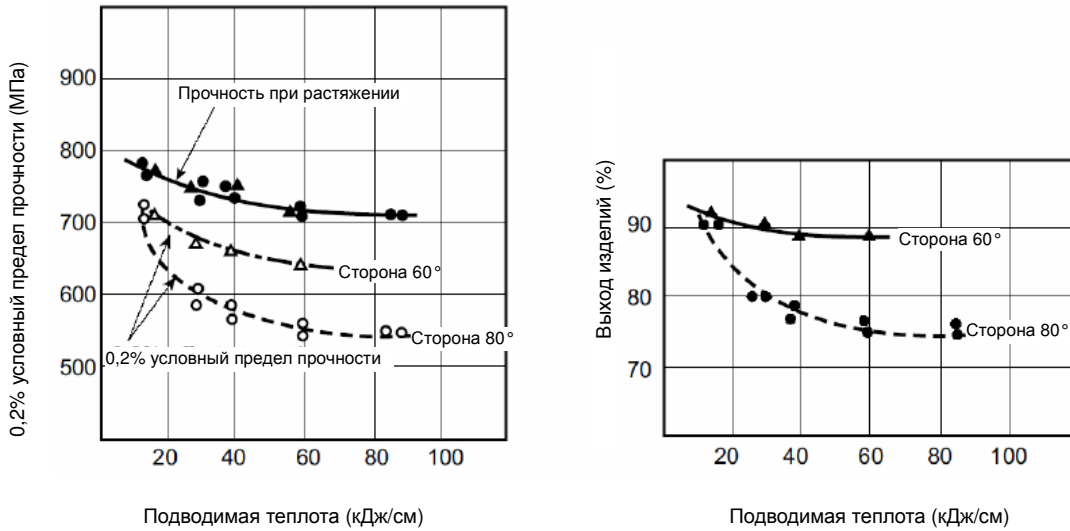 0,2% условный предел прочности (МПа)
900
800
700
600
500
Прочность при растяжении
Сторона 60°
Сторона 80°
0,2% условный предел прочности
20 40 60 80 100
Подводимая теплота (кДж/см)
Выход изделий (%)
90
80
70
Сторона 60°
Сторона 80°
20 40 60 80 100
Подводимая теплота (кДж/см)